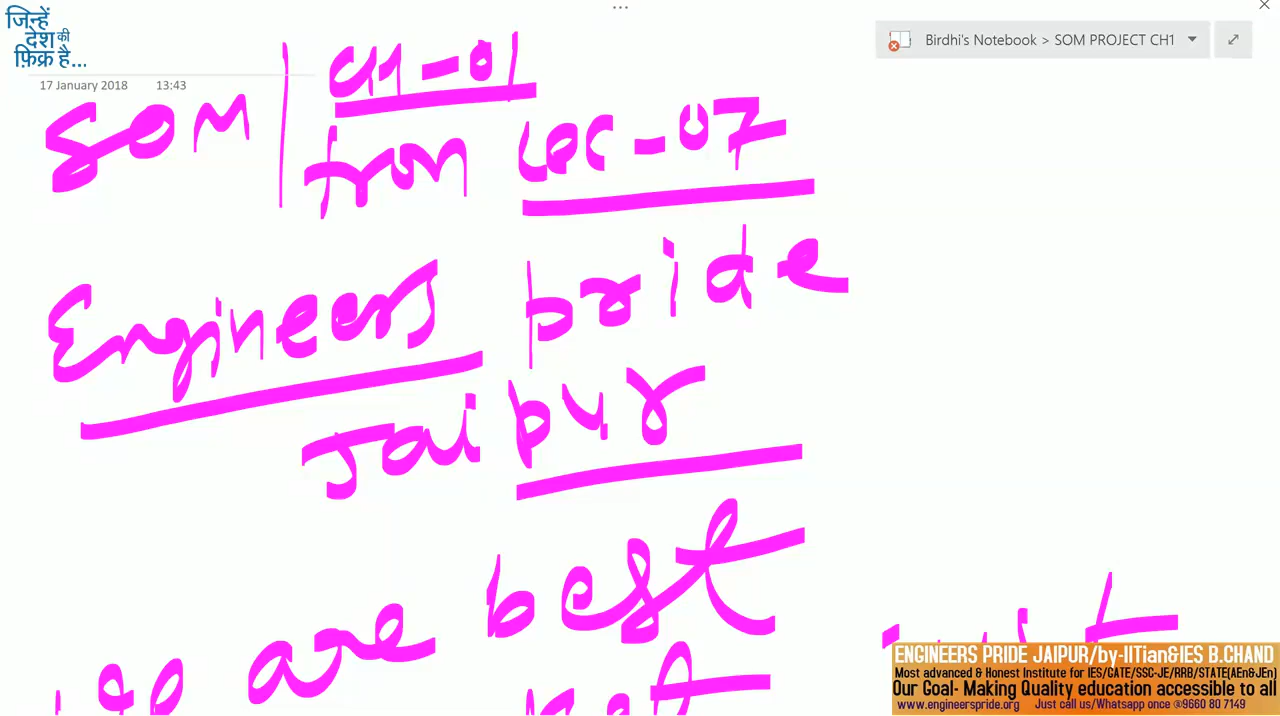 जिन्हें
देश की
फ़िक्र है...
Birdhi's Notebook > SOM PROJECT CH1
17 January 2018 13:43
SOM | CH-01
from Lec-07
Engineers pride
Jaipur
we are best
not
ENGINEERS PRIDE JAIPUR/by-IITian&IES B.CHAND
Most advanced & Honest Institute for IES/GATE/SSC-JE/RRB/STATE(AEn&JEn)
Our Goal- Making Quality education accessible to all
www.engineerspride.org Just call us/Whatsapp once @9660 80 7149